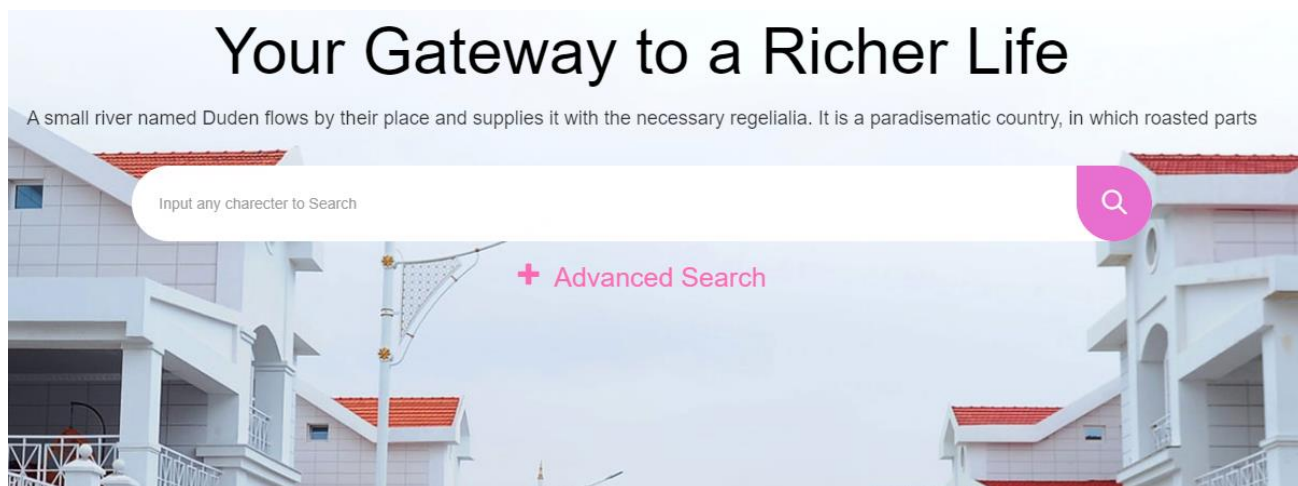 Your Gateway to a Richer Life
A small river named Duden flows by their place and supplies it with the necessary regelialia. It is a paradisematic country, in which roasted parts
Input any charecter to Search
Advanced Search